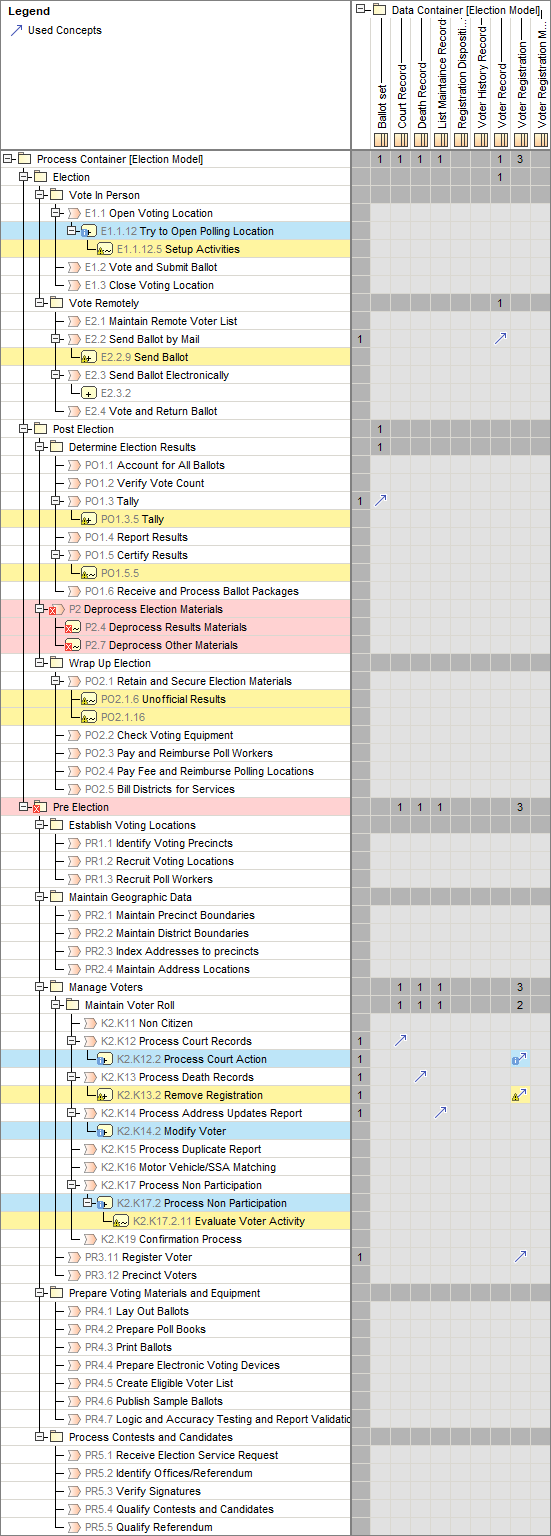 Legend
Used Concepts
Data Container [Election Model]
Ballot set
Court Record
Death Record
List Maintaince Record
Registration Dispositi...
Voter History Record
Voter Record
Voter Registration
Voter Registration M...
Process Container [Election Model] 1 1 1 1 1 3
Election 1
Vote In Person
E1.1 Open Voting Location
E1.1.12 Try to Open Polling Location
E1.1.12.5 Setup Activities
E1.2 Vote and Submit Ballot
E1.3 Close Voting Location
Vote Remotely 1
E2.1 Maintain Remote Voter List
E2.2 Send Ballot by Mail 1
E2.2.9 Send Ballot
E2.3 Send Ballot Electronically
E2.3.2
E2.4 Vote and Return Ballot
Post Election 1
Determine Election Results 1
PO1.1 Account for All Ballots
PO1.2 Verify Vote Count
PO1.3 Tally 1
PO1.3.5 Tally
PO1.4 Report Results
PO1.5 Certify Results
PO1.5.5
PO1.6 Receive and Process Ballot Packages
P2 Deprocess Election Materials
P2.4 Deprocess Results Materials
P2.7 Deprocess Other Materials
Wrap Up Election
PO2.1 Retain and Secure Election Materials
PO2.1.6 Unofficial Results
PO2.1.16
PO2.2 Check Voting Equipment
PO2.3 Pay and Reimburse Poll Workers
PO2.4 Pay Fee and Reimburse Polling Locations
PO2.5 Bill Districts for Services
Pre Election 1 1 1 3
Establish Voting Locations
PR1.1 Identify Voting Precincts
PR1.2 Recruit Voting Locations
PR1.3 Recruit Poll Workers
Maintain Geographic Data
PR2.1 Maintain Precinct Boundaries
PR2.2 Maintain District Boundaries
PR2.3 Index Addresses to precincts
PR2.4 Maintain Address Locations
Manage Voters 1 1 1 3
Maintain Voter Roll 1 1 1 2
K2.K11 Non Citizen
K2.K12 Process Court Records 1
K2.K12.2 Process Court Action 1
K2.K13 Process Death Records 1
K2.K13.2 Remove Registration 1
K2.K14 Process Address Updates Report 1
K2.K14.2 Modify Voter
K2.K15 Process Duplicate Report
K2.K16 Motor Vehicle/SSA Matching
K2.K17 Process Non Participation
K2.K17.2 Process Non Participation
K2.K17.2.11 Evaluate Voter Activity
K2.K19 Confirmation Process
PR3.11 Register Voter 1
PR3.12 Precinct Voters
Prepare Voting Materials and Equipment
PR4.1 Lay Out Ballots
PR4.2 Prepare Poll Books
PR4.3 Print Ballots
PR4.4 Prepare Electronic Voting Devices
PR4.5 Create Eligible Voter List
PR4.6 Publish Sample Ballots
PR4.7 Logic and Accuracy Testing and Report Validatio
Process Contests and Candidates
PR5.1 Receive Election Service Request
PR5.2 Identify Offices/Referendum
PR5.3 Verify Signatures
PR5.4 Qualify Contests and Candidates
PR5.5 Qualify Referendum